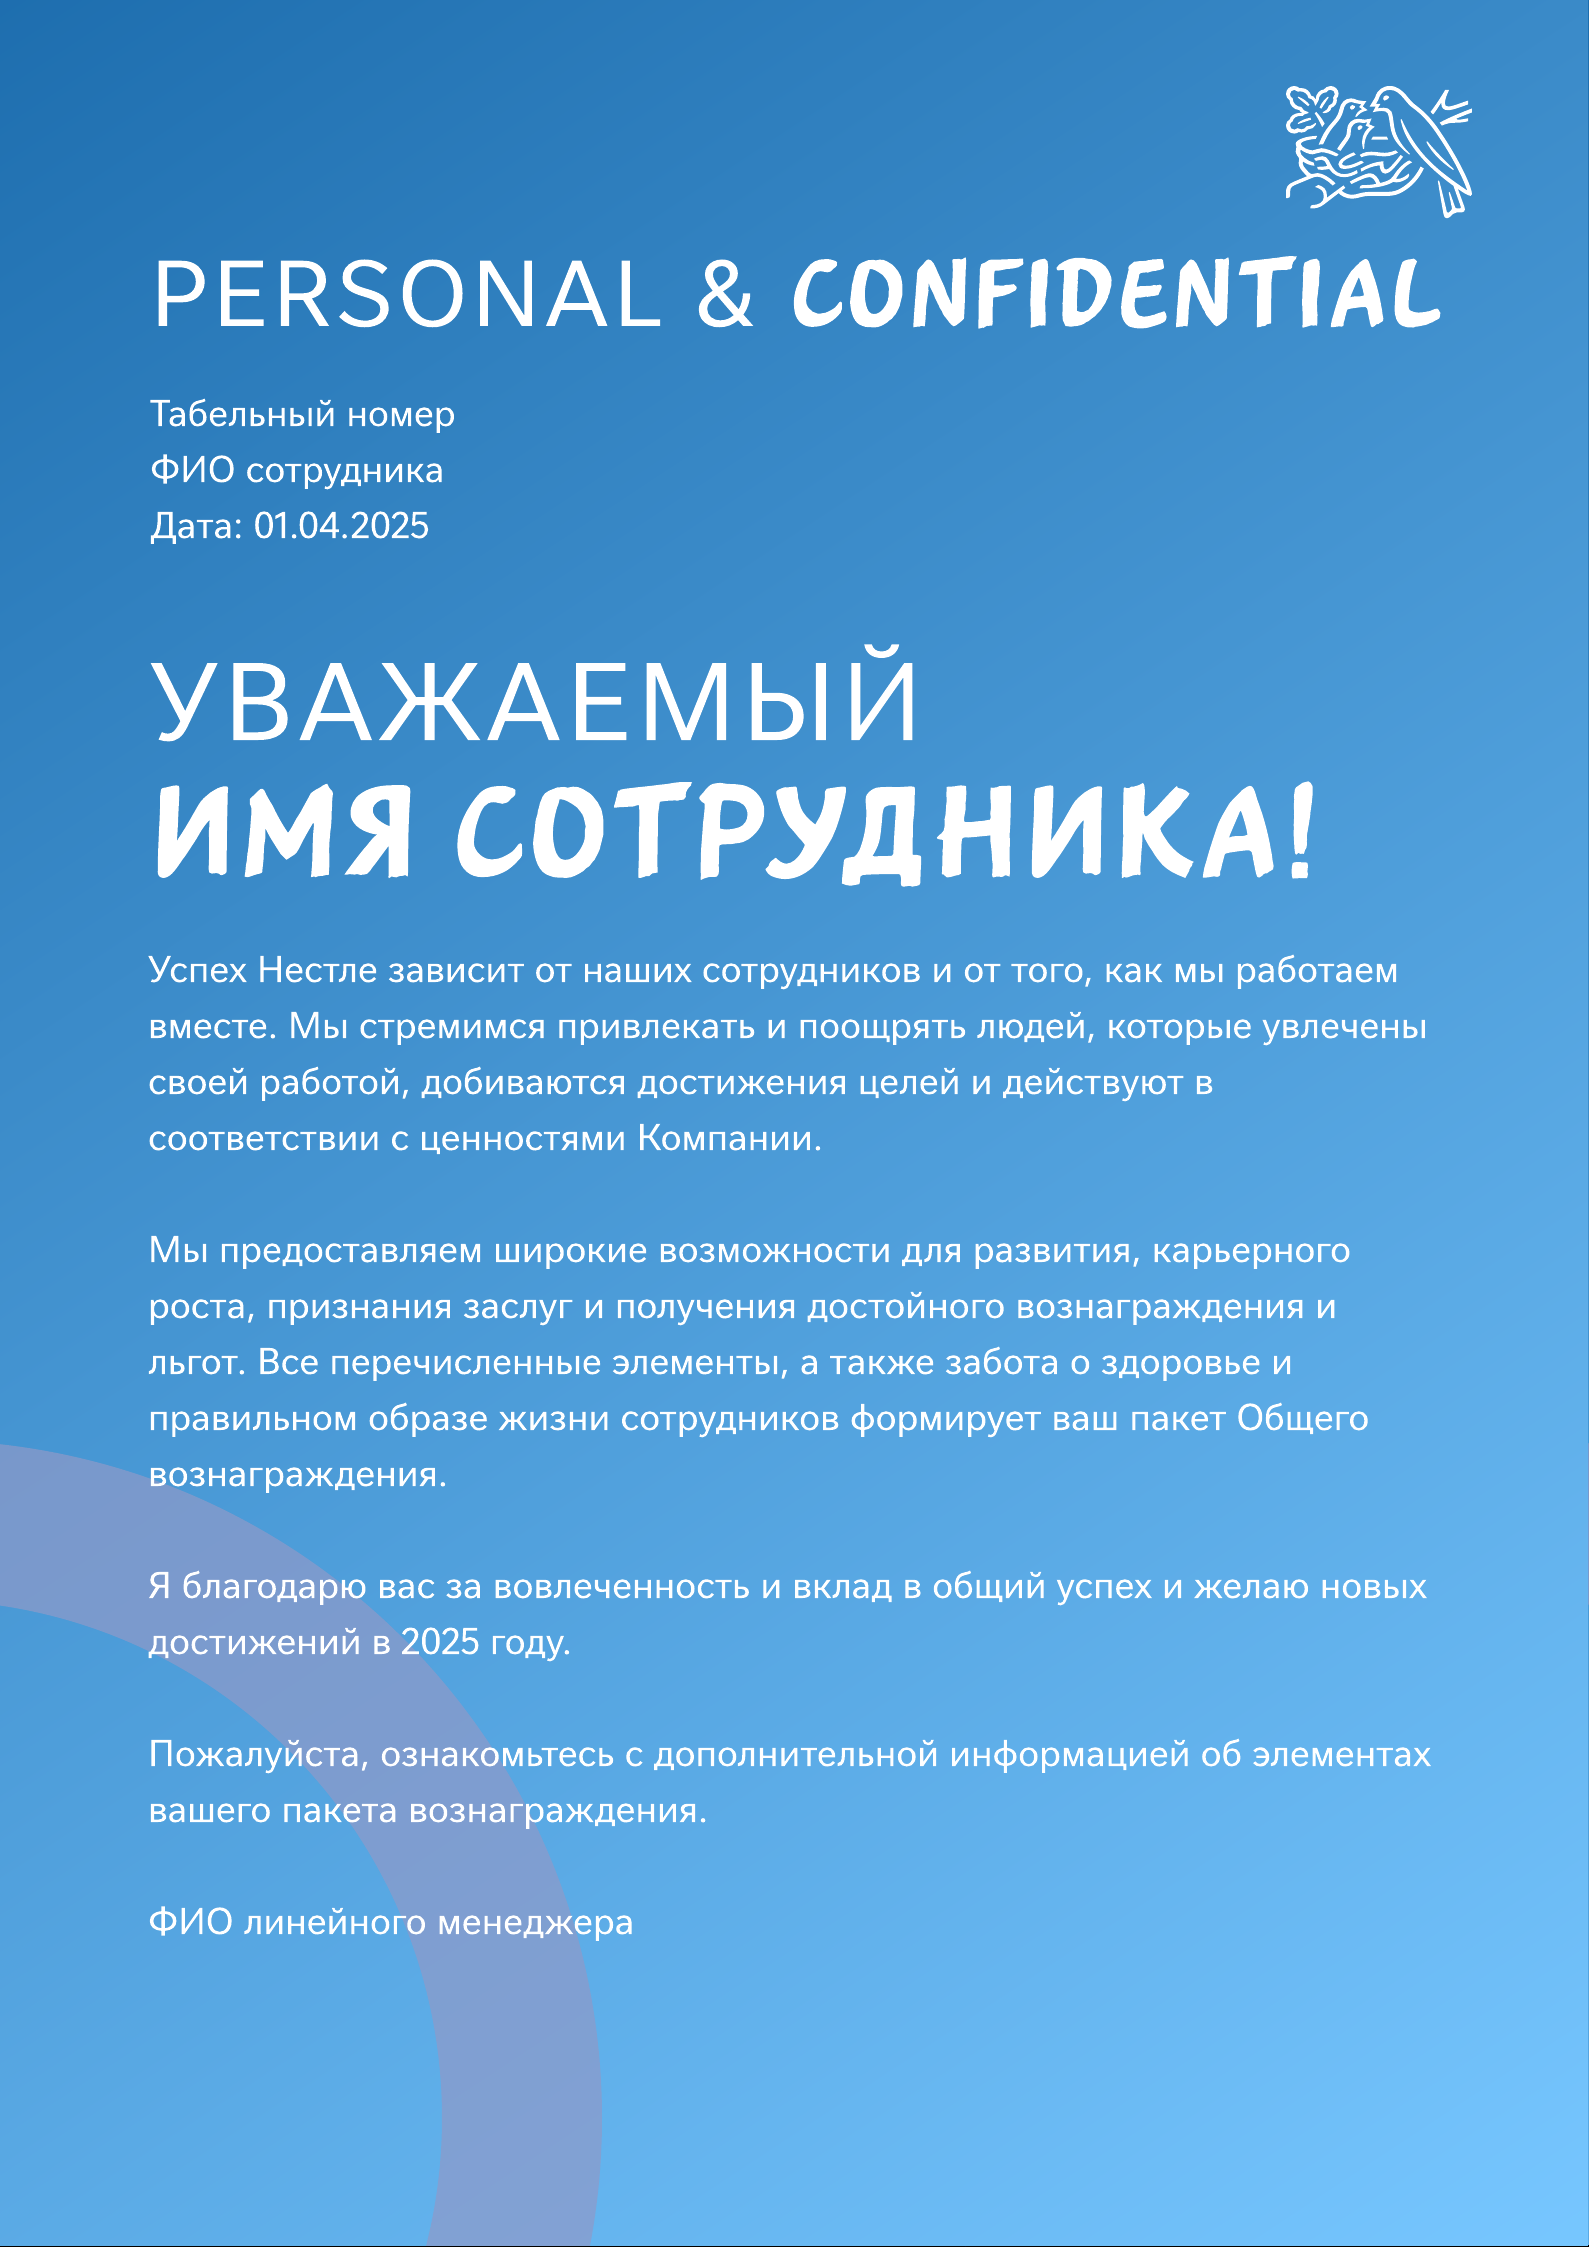 PERSONAL & CONFIDENTIAL
Табельный номер
ФИО сотрудника
Дата: 01.04.2025
УВАЖАЕМЫЙ
ИМЯ СОТРУДНИКА!
Успех Нестле зависит от наших сотрудников и от того, как мы работаем
вместе. Мы стремимся привлекать и поощрять людей, которые увлечены
своей работой, добиваются достижения целей и действуют в
соответствии с ценностями Компании.
Мы предоставляем широкие возможности для развития, карьерного
роста, признания заслуг и получения достойного вознаграждения и
льгот. Все перечисленные элементы, а также забота о здоровье и
правильном образе жизни сотрудников формирует ваш пакет Общего
вознаграждения.
Я благодарю вас за вовлеченность и вклад в общий успех и желаю новых
достижений в 2025 году.
Пожалуйста, ознакомьтесь с дополнительной информацией об элементах
вашего пакета вознаграждения.
ФИО линейного менеджера